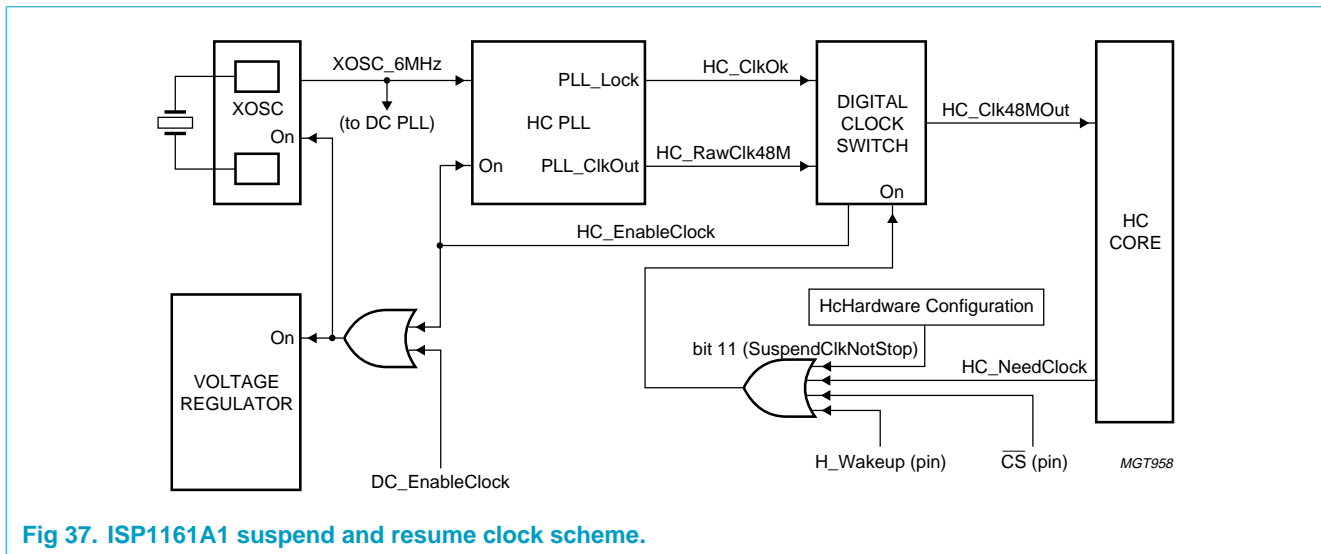 XOSC_6MHz
XOSC
On
(to DC PLL)
PLL_Lock
HC PLL
On
PLL_ClkOut
HC_ClkOk
HC_RawClk48M
DIGITAL
CLOCK
SWITCH
On
HC_Clk48MOut
HC
CORE
HC_EnableClock
HcHardware Configuration
bit 11 (SuspendClkNotStop)
HC_NeedClock
On
VOLTAGE
REGULATOR
DC_EnableClock
H_Wakeup (pin)
C̅S̅ (pin)
MGT958
Fig 37. ISP1161A1 suspend and resume clock scheme.